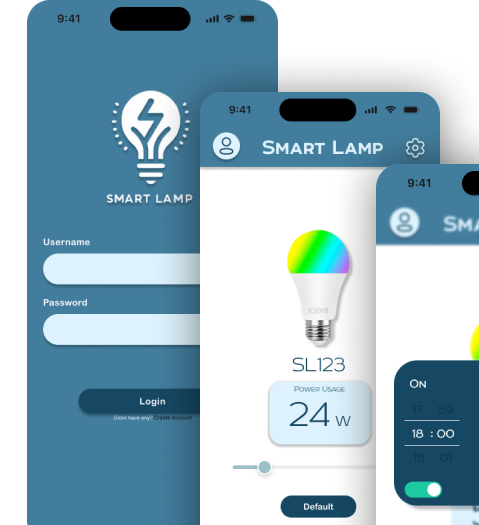 9:41
SMART LAMP
Username
Password
Login
Didnt have any? Create Account
9:41
SMART LAMP
BARDI
SL123
POWER USAGE
24 W
Default
9:41
ON
17 59
18 : 00
18 01